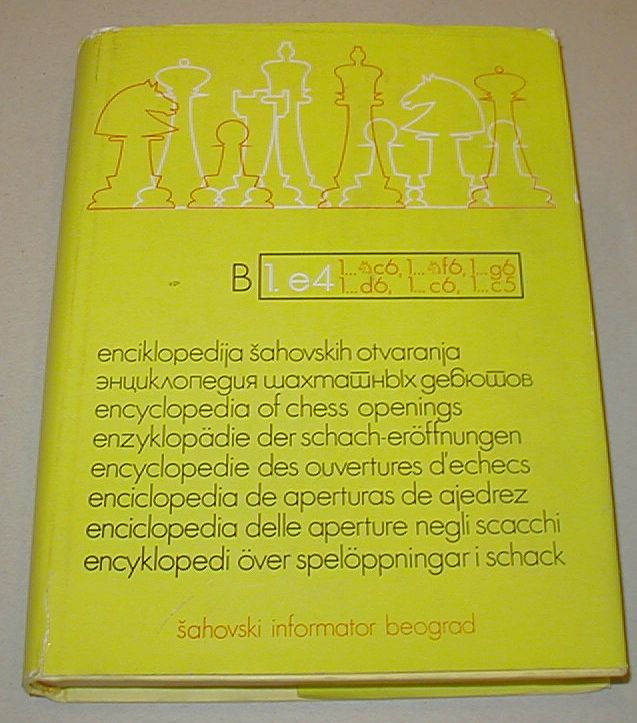 B 1. e4 1...♘c6, 1...♘f6, 1...g6
1...d6, 1...c6, 1...c5
enciklopedija šahovskih otvaranja
энциклопедия шахматных дебютов
encyclopedia of chess openings
enzyklopädie der schach-eröffnungen
encyclopedie des ouvertures d'echecs
enciclopedia de aperturas de ajedrez
enciclopedia delle aperture negli scacchi
encyklopedi över spelöppningar i schack
šahovski informator beograd